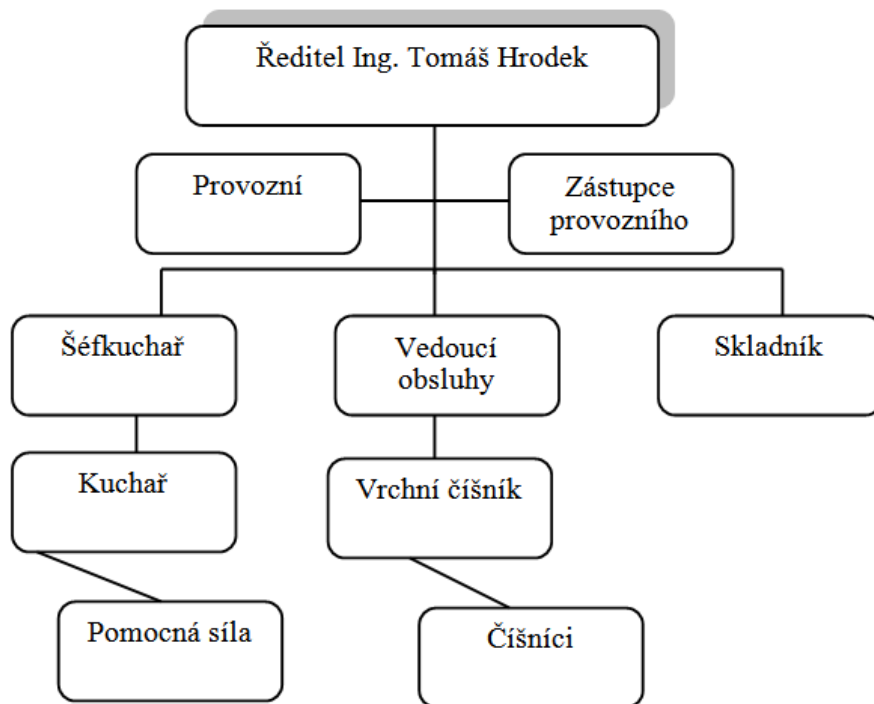 Ředitel Ing. Tomáš Hrodek
Provozní
Zástupce
provozního
Šéfkuchař
Vedoucí
obsluhy
Skladník
Kuchař
Vrchní číšník
Pomocná síla
Číšníci